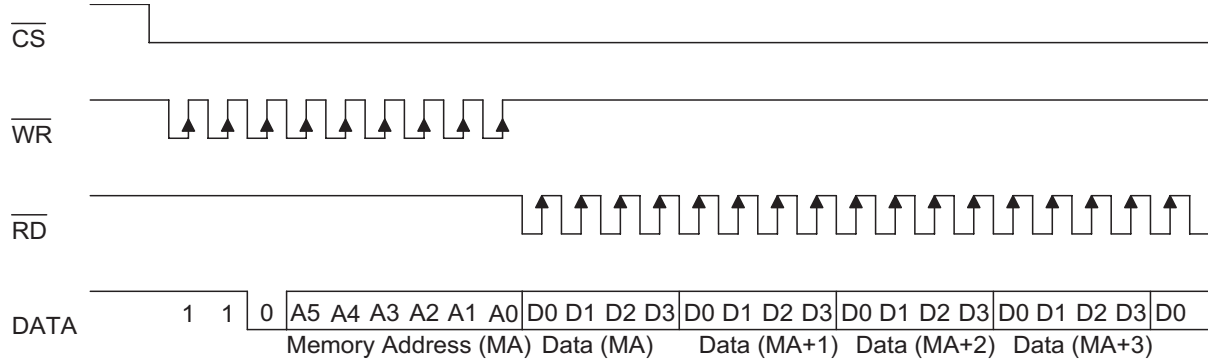 CS
WR
RD
DATA 1 1 0 A5 A4 A3 A2 A1 A0 D0 D1 D2 D3 D0 D1 D2 D3 D0 D1 D2 D3 D0 D1 D2 D3 D0
Memory Address (MA) Data (MA) Data (MA+1) Data (MA+2) Data (MA+3)